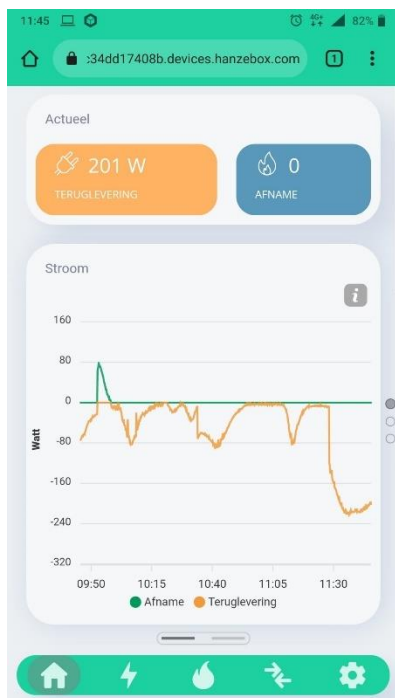 11:45 4G+ 82%
:34dd17408b.devices.hanzebox.com 1
Actueel
201 W 0
TERUGLEVERING AFNAME
Stroom
i
160
80
0
-80
-160
-240
-320
Watt
09:50 10:15 10:40 11:05 11:30
Afname Teruglevering